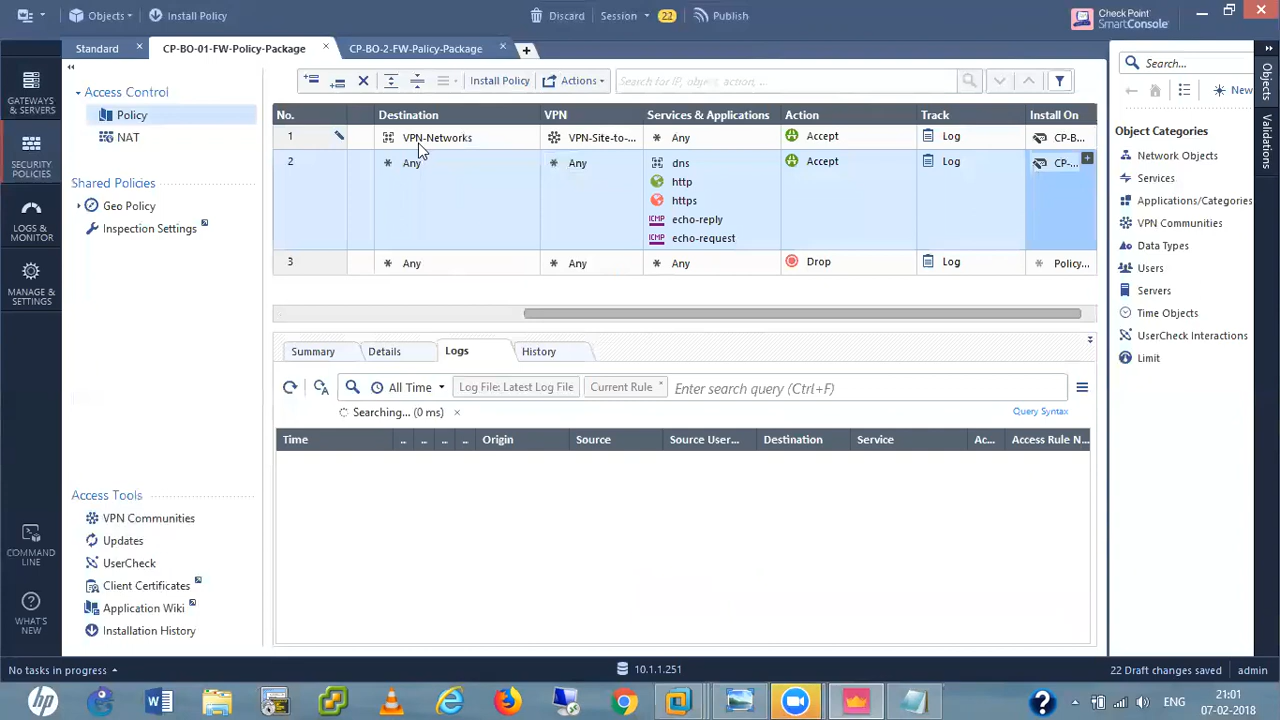 Objects
Install Policy
Discard
Session
22
Publish
Check Point
SmartConsole
Standard
CP-BO-01-FW-Policy-Package
CP-BO-2-FW-Policy-Package
GATEWAYS
& SERVERS
SECURITY
POLICIES
LOGS &
MONITOR
MANAGE &
SETTINGS
COMMAND
LINE
WHAT'S
NEW
Access Control
Policy
NAT
Shared Policies
Geo Policy
Inspection Settings
Access Tools
VPN Communities
Updates
UserCheck
Client Certificates
Application Wiki
Installation History
Install Policy
Actions
Search for IP, object, action, ...
No. Destination VPN Services & Applications Action Track Install On
1 VPN-Networks VPN-Site-to-... Any Accept Log CP-B...
2 Any Any dns Accept Log CP-...
http
https
ICMP echo-reply
ICMP echo-request
3 Any Any Any Drop Log Policy...
Summary
Details
Logs
History
All Time
Log File: Latest Log File
Current Rule *
Enter search query (Ctrl+F)
Searching... (0 ms)
Query Syntax
Time .. .. .. .. Origin Source Source User... Destination Service Ac... Access Rule N...
Search...
New
Object Categories
Network Objects
Services
Applications/Categories
VPN Communities
Data Types
Users
Servers
Time Objects
UserCheck Interactions
Limit
Objects
Validations
No tasks in progress
10.1.1.251
22 Draft changes saved
admin
hp
ENG
21:01
07-02-2018